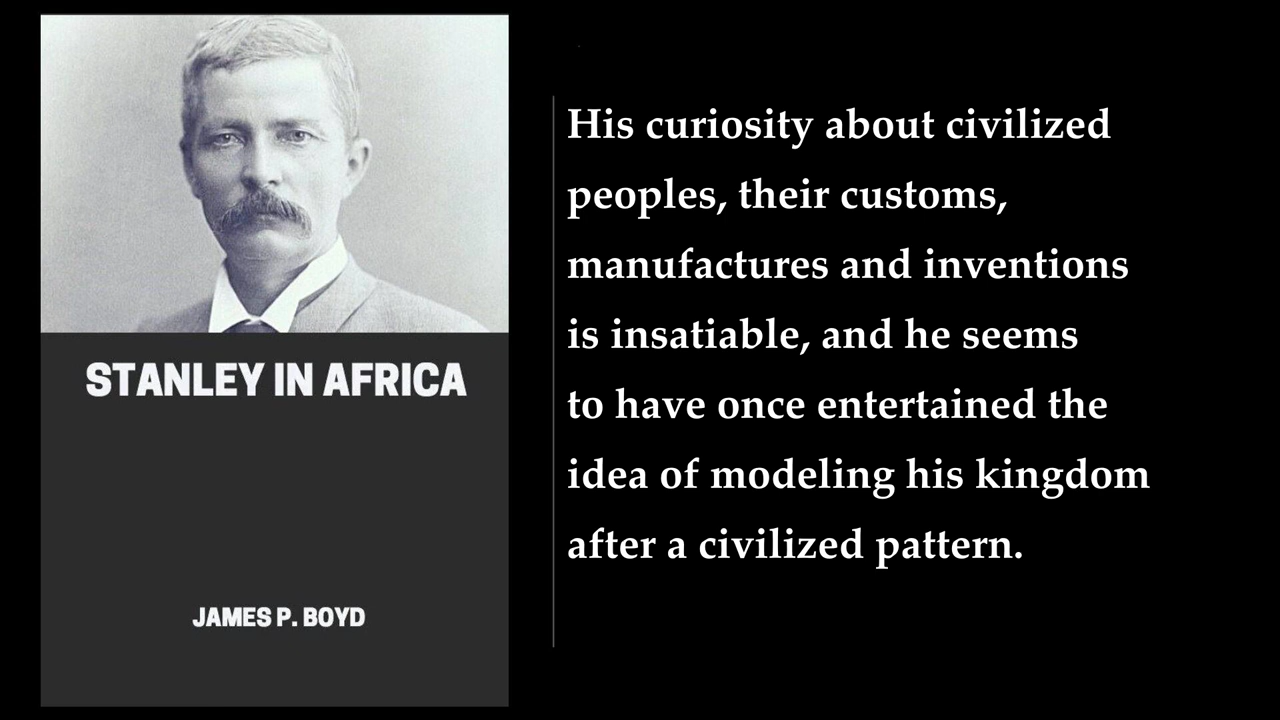 STANLEY IN AFRICA
JAMES P. BOYD
His curiosity about civilized
peoples, their customs,
manufactures and inventions
is insatiable, and he seems
to have once entertained the
idea of modeling his kingdom
after a civilized pattern.